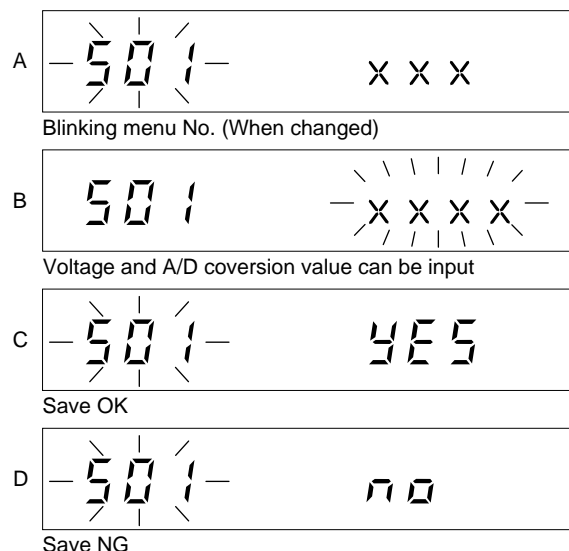 A 501 x x x
Blinking menu No. (When changed)
B 501 x x x x
Voltage and A/D coversion value can be input
C 501 YES
Save OK
D 501 no
Save NG